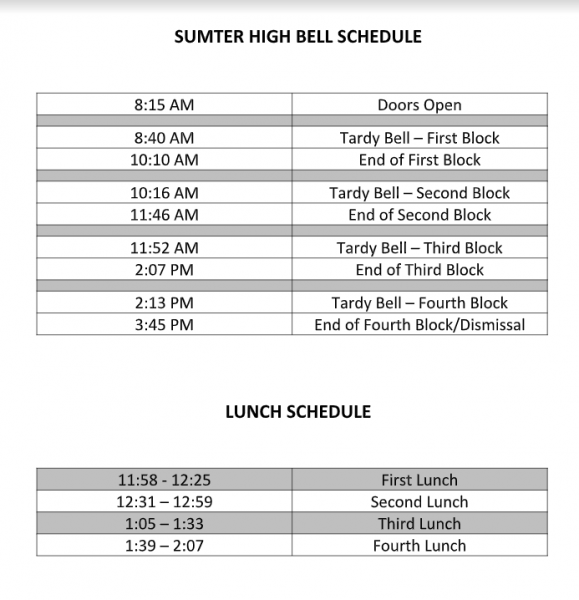 SUMTER HIGH BELL SCHEDULE
8:15 AM Doors Open
8:40 AM Tardy Bell – First Block
10:10 AM End of First Block
10:16 AM Tardy Bell – Second Block
11:46 AM End of Second Block
11:52 AM Tardy Bell – Third Block
2:07 PM End of Third Block
2:13 PM Tardy Bell – Fourth Block
3:45 PM End of Fourth Block/Dismissal
LUNCH SCHEDULE
11:58 - 12:25 First Lunch
12:31 – 12:59 Second Lunch
1:05 – 1:33 Third Lunch
1:39 – 2:07 Fourth Lunch